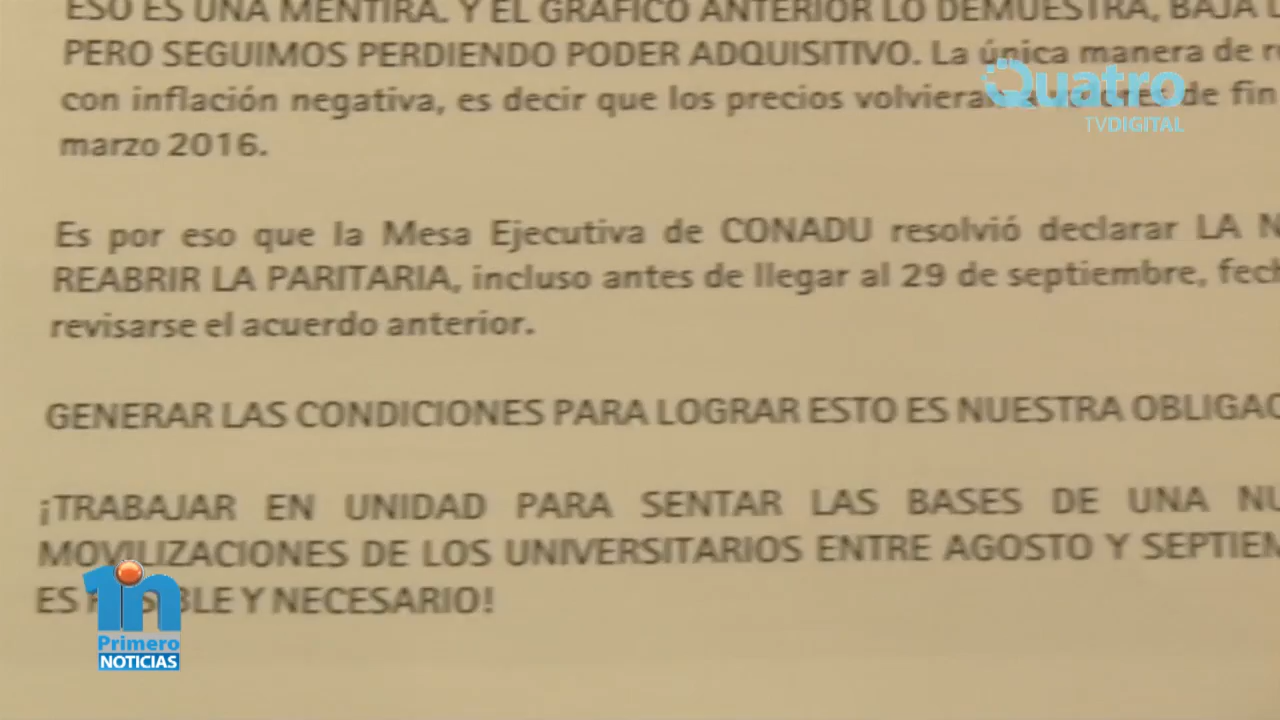 ESO ES UNA MENTIRA. Y EL GRÁFICO ANTERIOR LO DEMUESTRA, BAJA
PERO SEGUIMOS PERDIENDO PODER ADQUISITIVO. La única manera de
con inflación negativa, es decir que los precios volvieran de fin
marzo 2016.
Es por eso que la Mesa Ejecutiva de CONADU resolvió declarar LA
REABRIR LA PARITARIA, incluso antes de llegar al 29 de septiembre,
revisarse el acuerdo anterior.
GENERAR LAS CONDICIONES PARA LOGRAR ESTO ES NUESTRA
¡TRABAJAR EN UNIDAD PARA SENTAR LAS BASES DE UNA
MOVILIZACIONES DE LOS UNIVERSITARIOS ENTRE AGOSTO Y
ES Y NECESARIO!
Quatro
TVDIGITAL
1n
Primero
NOTICIAS